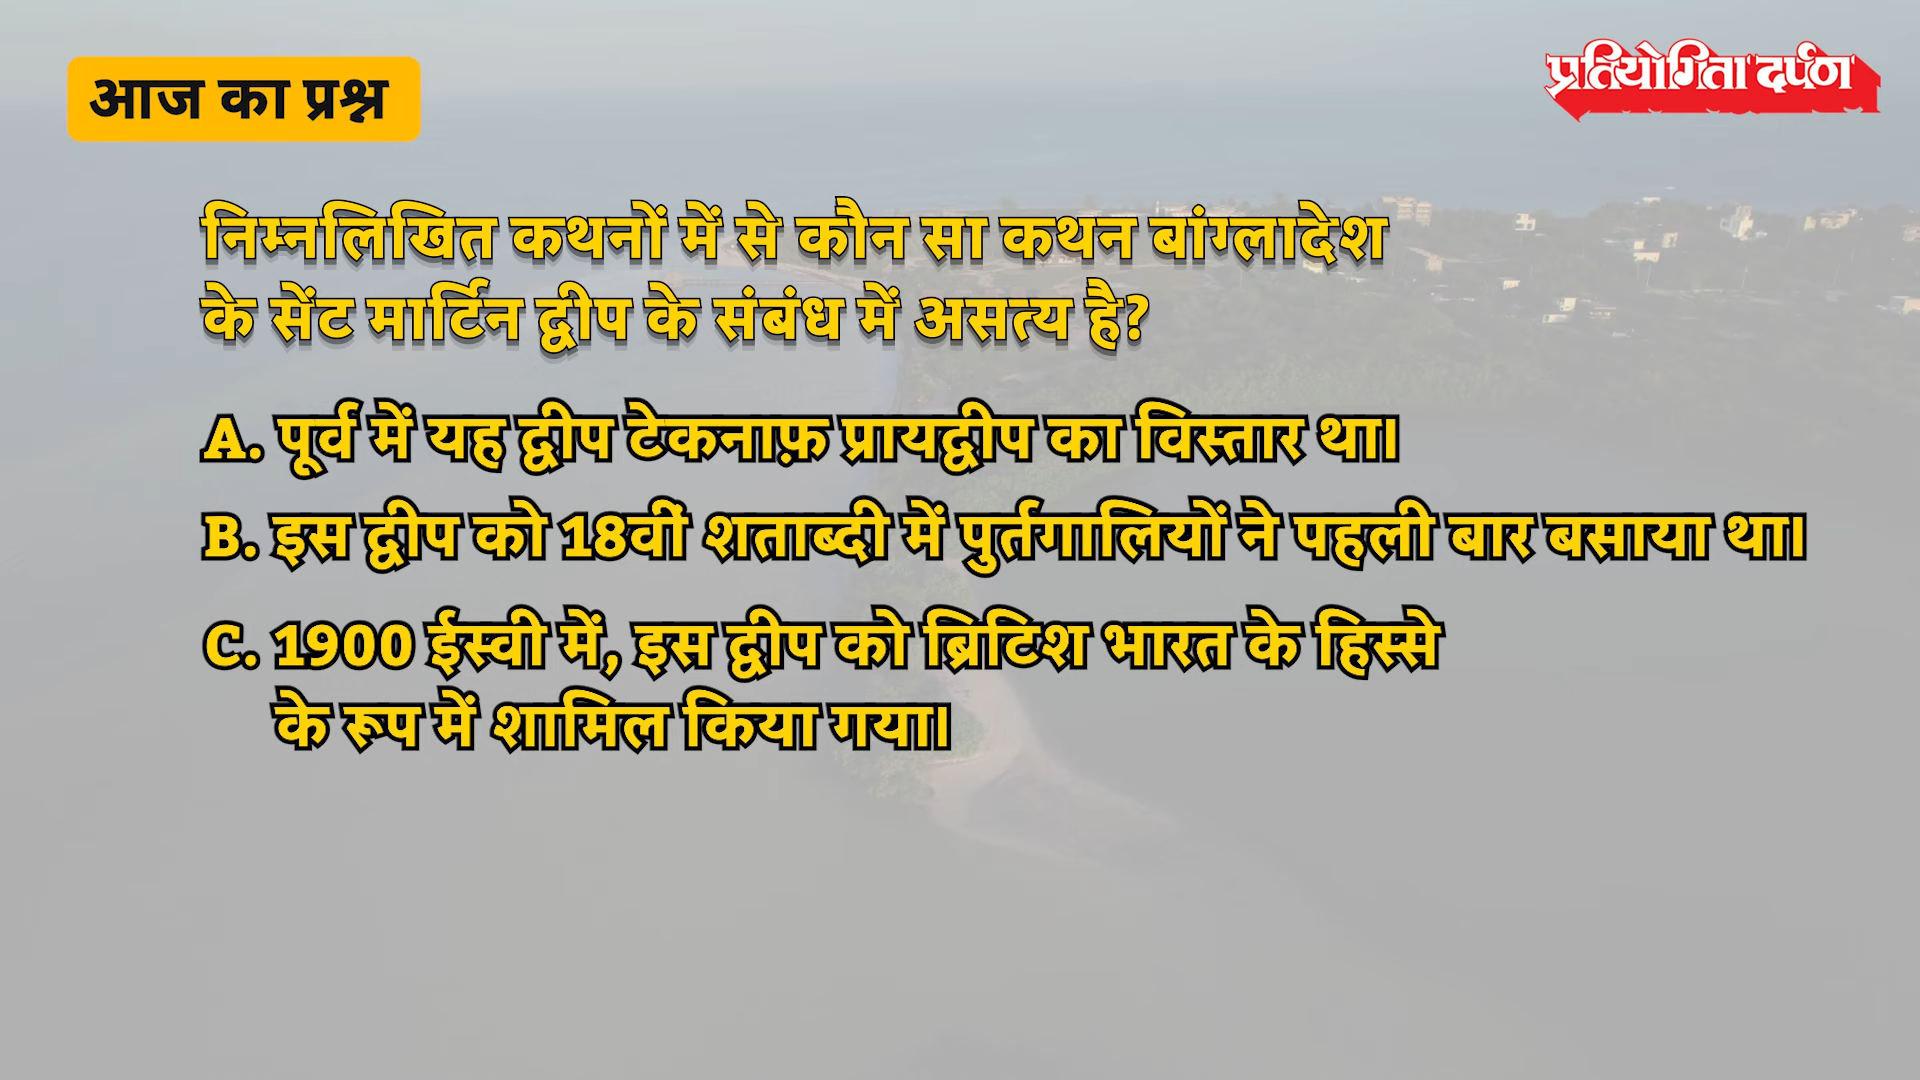 आज का प्रश्न
प्रतियोगिता दर्पण
निम्नलिखित कथनों में से कौन सा कथन बांग्लादेश
के सेंट मार्टिन द्वीप के संबंध में असत्य है?
A. पूर्व में यह द्वीप टेकनाफ़ प्रायद्वीप का विस्तार था।
B. इस द्वीप को 18वीं शताब्दी में पुर्तगालियों ने पहली बार बसाया था।
C. 1900 ईस्वी में, इस द्वीप को ब्रिटिश भारत के हिस्से
के रूप में शामिल किया गया।